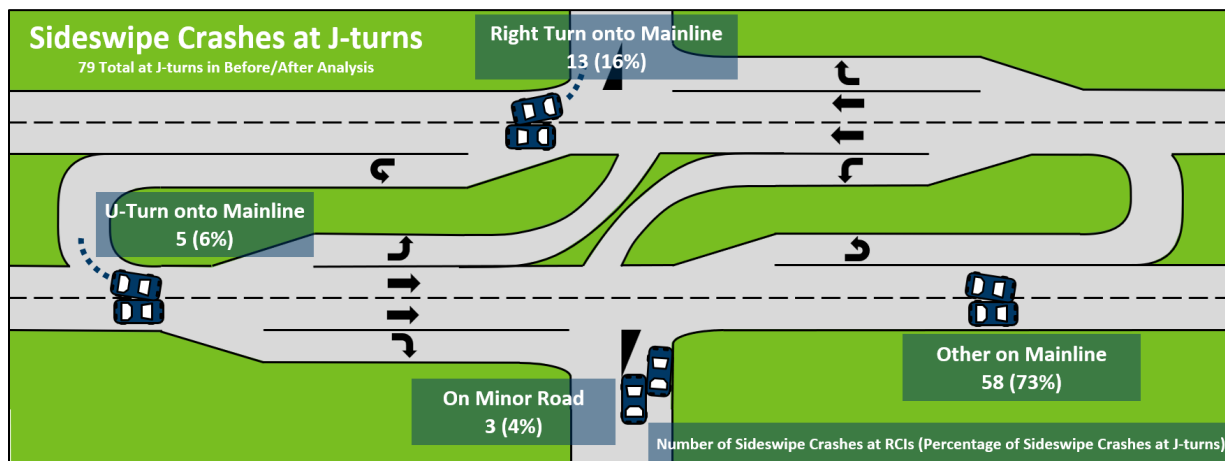 Sideswipe Crashes at J-turns
79 Total at J-turns in Before/After Analysis
Right Turn onto Mainline
13 (16%)
U-Turn onto Mainline
5 (6%)
Other on Mainline
58 (73%)
On Minor Road
3 (4%)
Number of Sideswipe Crashes at RCIs (Percentage of Sideswipe Crashes at J-turns)